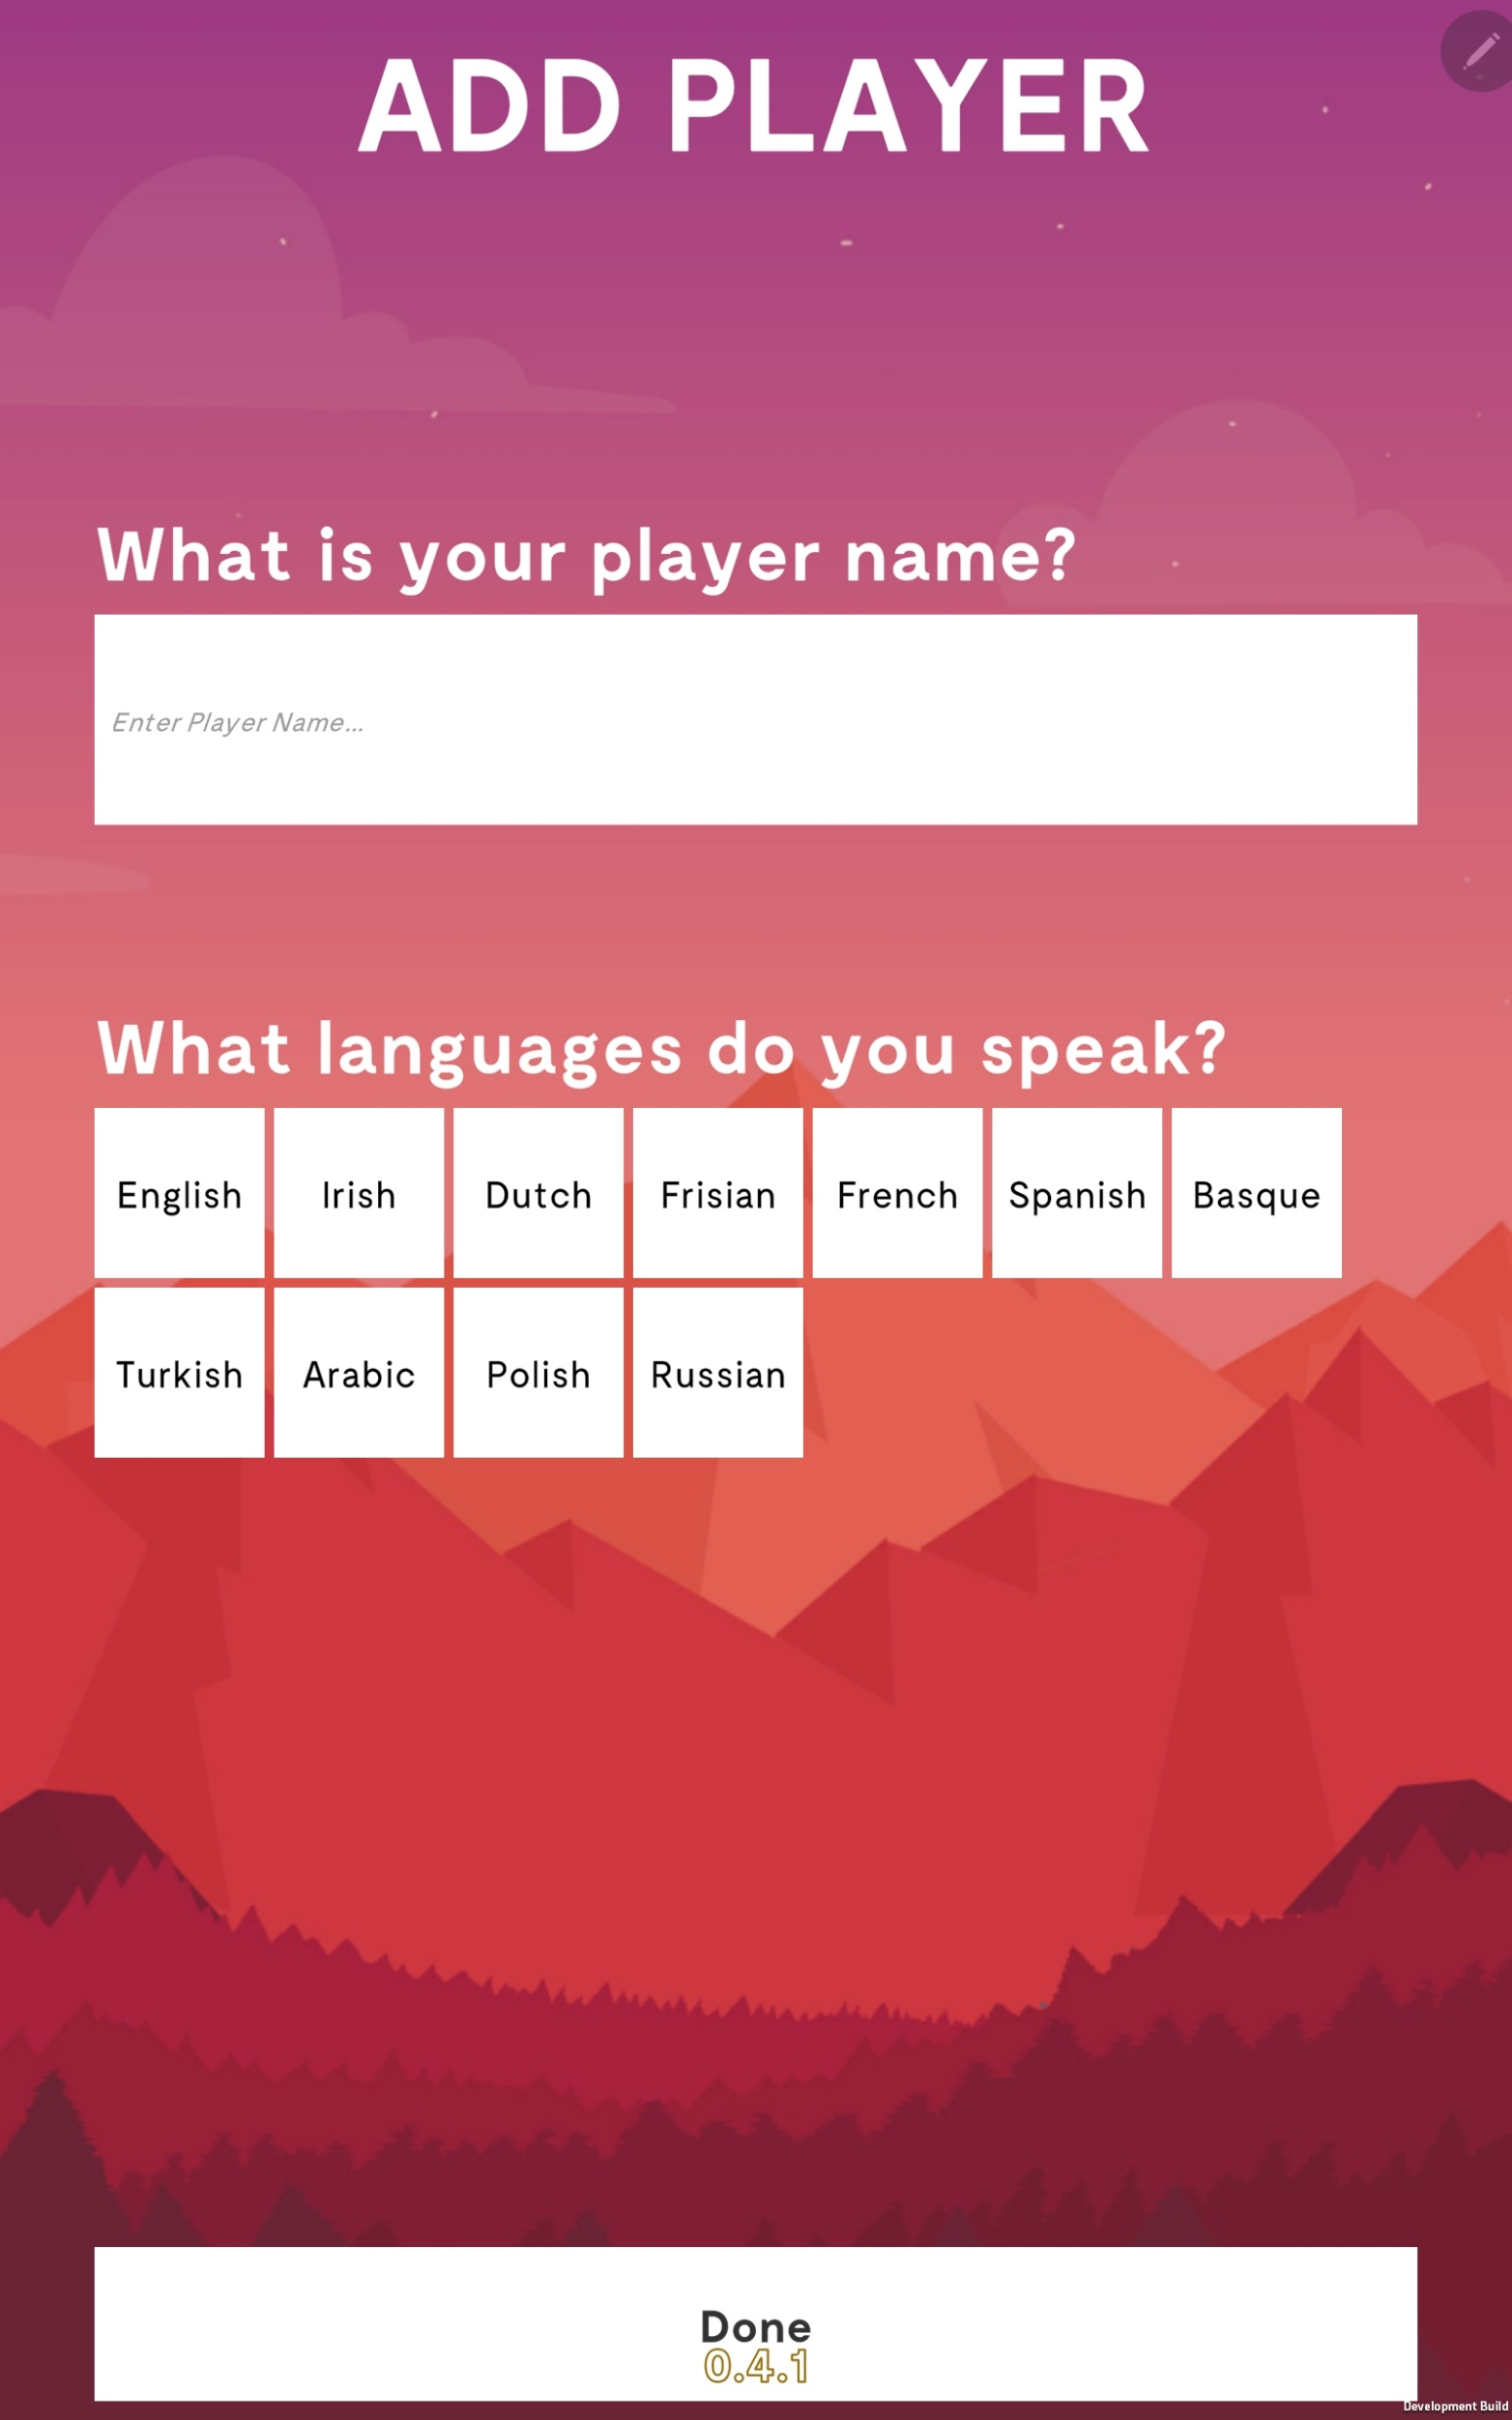 ADD PLAYER
What is your player name?
Enter Player Name...
What languages do you speak?
English Irish Dutch Frisian French Spanish Basque
Turkish Arabic Polish Russian
Done
0.4.1
Development Build